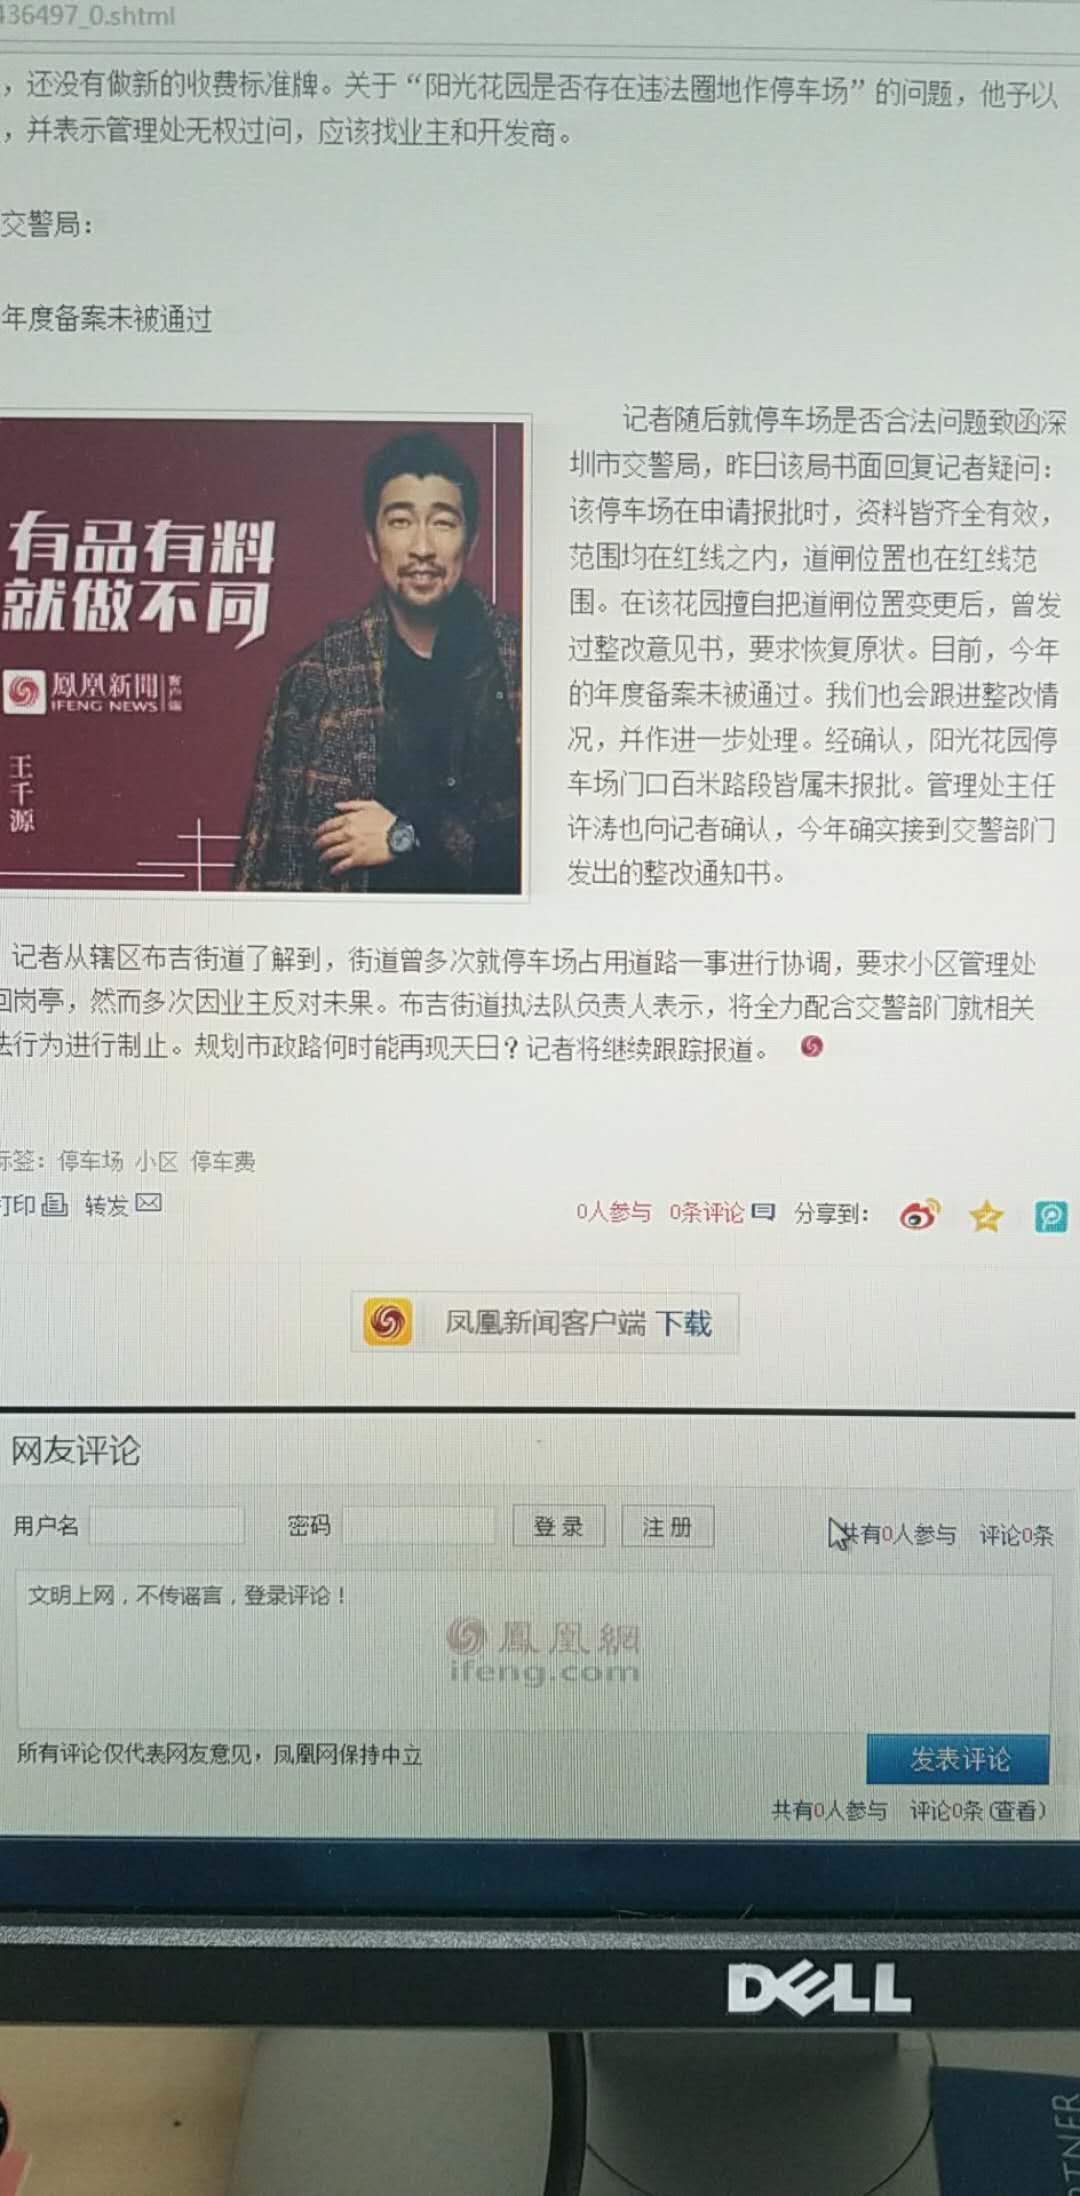 436497_0.shtml
，还没有做新的收费标准牌。关于“阳光花园是否存在违法圈地作停车场”的问题，他予以
，并表示管理处无权过问，应该找业主和开发商。
交警局：
年度备案未被通过
有品有料
就做不同
鳳凰新聞 客户端
IFENG NEWS
王千源
记者随后就停车场是否合法问题致函深
圳市交警局，昨日该局书面回复记者疑问：
该停车场在申请报批时，资料皆齐全有效，
范围均在红线之内，道闸位置也在红线范
围。在该花园擅自把道闸位置变更后，曾发
过整改意见书，要求恢复原状。目前，今年
的年度备案未被通过。我们也会跟进整改情
况，并作进一步处理。经确认，阳光花园停
车场门口百米路段皆属未报批。管理处主任
许涛也向记者确认，今年确实接到交警部门
发出的整改通知书。
记者从辖区布吉街道了解到，街道曾多次就停车场占用道路一事进行协调，要求小区管理处
回岗亭，然而多次因业主反对未果。布吉街道执法队负责人表示，将全力配合交警部门就相关
法行为进行制止。规划市政路何时能再现天日？记者将继续跟踪报道。
标签：停车场 小区 停车费
打印 转发
0人参与 0条评论 分享到：
凤凰新闻客户端 下载
网友评论
用户名 密码 登录 注册 共有0人参与 评论0条
文明上网，不传谣言，登录评论！
鳳凰網
ifeng.com
所有评论仅代表网友意见，凤凰网保持中立
发表评论
共有0人参与 评论0条(查看)
DELL
RTNER